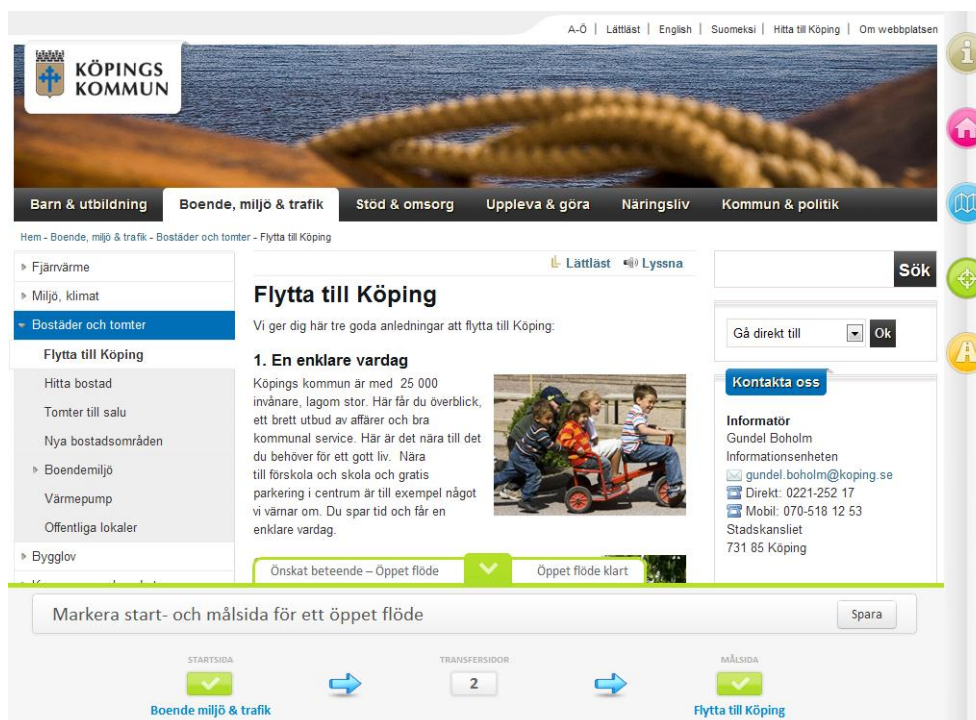 A-Ö | Lättläst | English | Suomeksi | Hitta till Köping | Om webbplatsen
KÖPINGS
KOMMUN
Barn & utbildning
Boende, miljö & trafik
Stöd & omsorg
Uppleva & göra
Näringsliv
Kommun & politik
Hem - Boende, miljö & trafik - Bostäder och tomter - Flytta till Köping
Fjärrvärme
Miljö, klimat
Bostäder och tomter
Flytta till Köping
Hitta bostad
Tomter till salu
Nya bostadsområden
Boendemiljö
Värmepump
Offentliga lokaler
Bygglov
Lättläst Lyssna
Flytta till Köping
Vi ger dig här tre goda anledningar att flytta till Köping:
1. En enklare vardag
Köpings kommun är med 25 000
invånare, lagom stor. Här får du överblick,
ett brett utbud av affärer och bra
kommunal service. Här är det nära till det
du behöver för ett gott liv. Nära
till förskola och skola och gratis
parkering i centrum är till exempel något
vi värnar om. Du spar tid och får en
enklare vardag.
Sök
Gå direkt till Ok
Kontakta oss
Informatör
Gundel Boholm
Informationsenheten
gundel.boholm@koping.se
Direkt: 0221-252 17
Mobil: 070-518 12 53
Stadskansliet
731 85 Köping
Önskat beteende – Öppet flöde
Öppet flöde klart
Markera start- och målsida för ett öppet flöde
Spara
STARTSIDA
TRANSFERSIDOR
MÅLSIDA
2
Boende miljö & trafik
Flytta till Köping